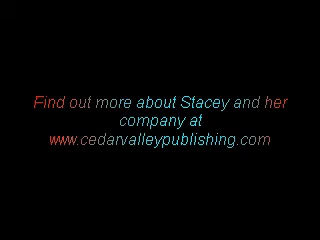 Find out more about Stacey and her
company at
www.cedarvalleypublishing.com